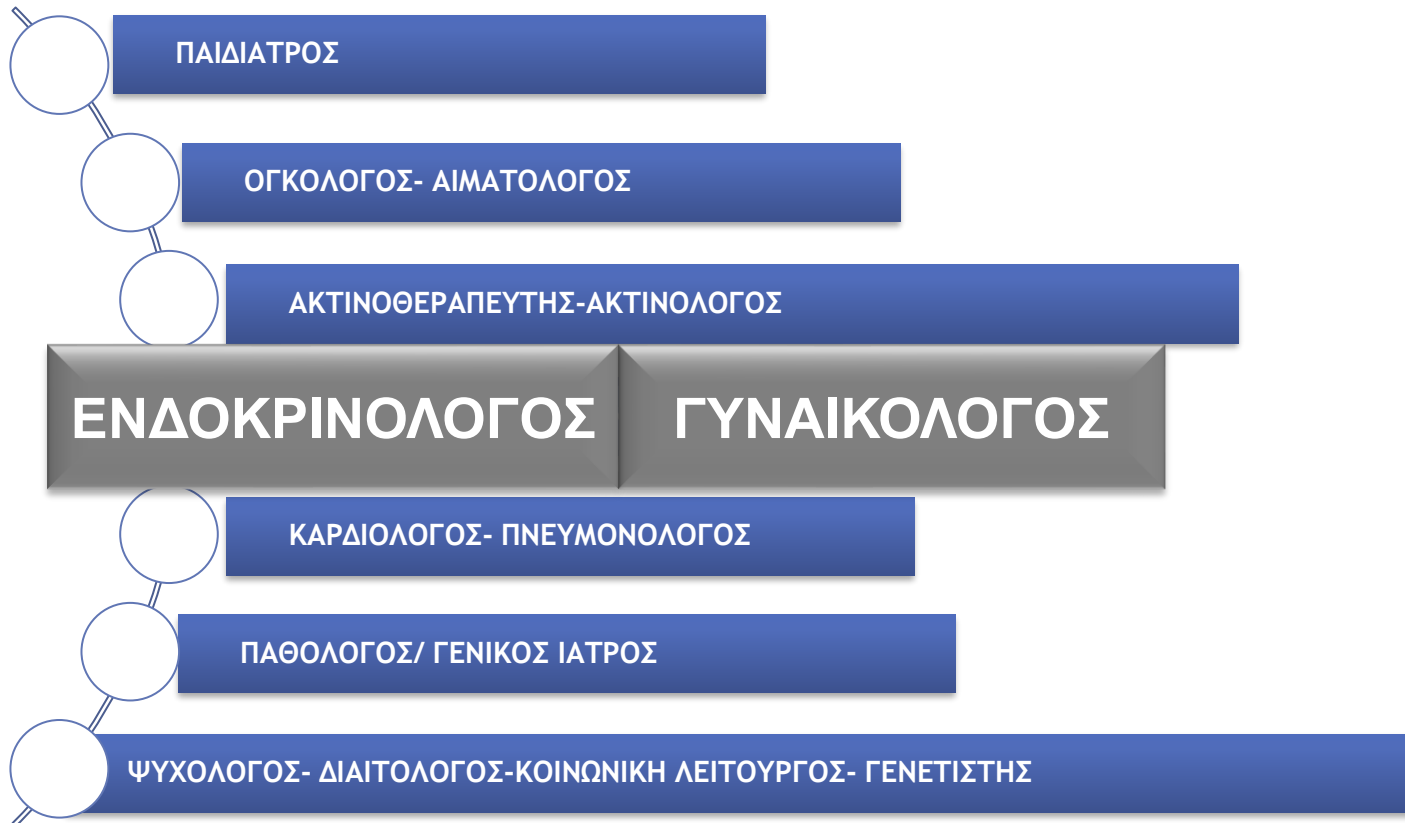 ΠΑΙΔΙΑΤΡΟΣ
ΟΓΚΟΛΟΓΟΣ- ΑΙΜΑΤΟΛΟΓΟΣ
ΑΚΤΙΝΟΘΕΡΑΠΕΥΤΗΣ-ΑΚΤΙΝΟΛΟΓΟΣ
ΕΝΔΟΚΡΙΝΟΛΟΓΟΣ ΓΥΝΑΙΚΟΛΟΓΟΣ
ΚΑΡΔΙΟΛΟΓΟΣ- ΠΝΕΥΜΟΝΟΛΟΓΟΣ
ΠΑΘΟΛΟΓΟΣ/ ΓΕΝΙΚΟΣ ΙΑΤΡΟΣ
ΨΥΧΟΛΟΓΟΣ- ΔΙΑΙΤΟΛΟΓΟΣ-ΚΟΙΝΩΝΙΚΗ ΛΕΙΤΟΥΡΓΟΣ- ΓΕΝΕΤΙΣΤΗΣ